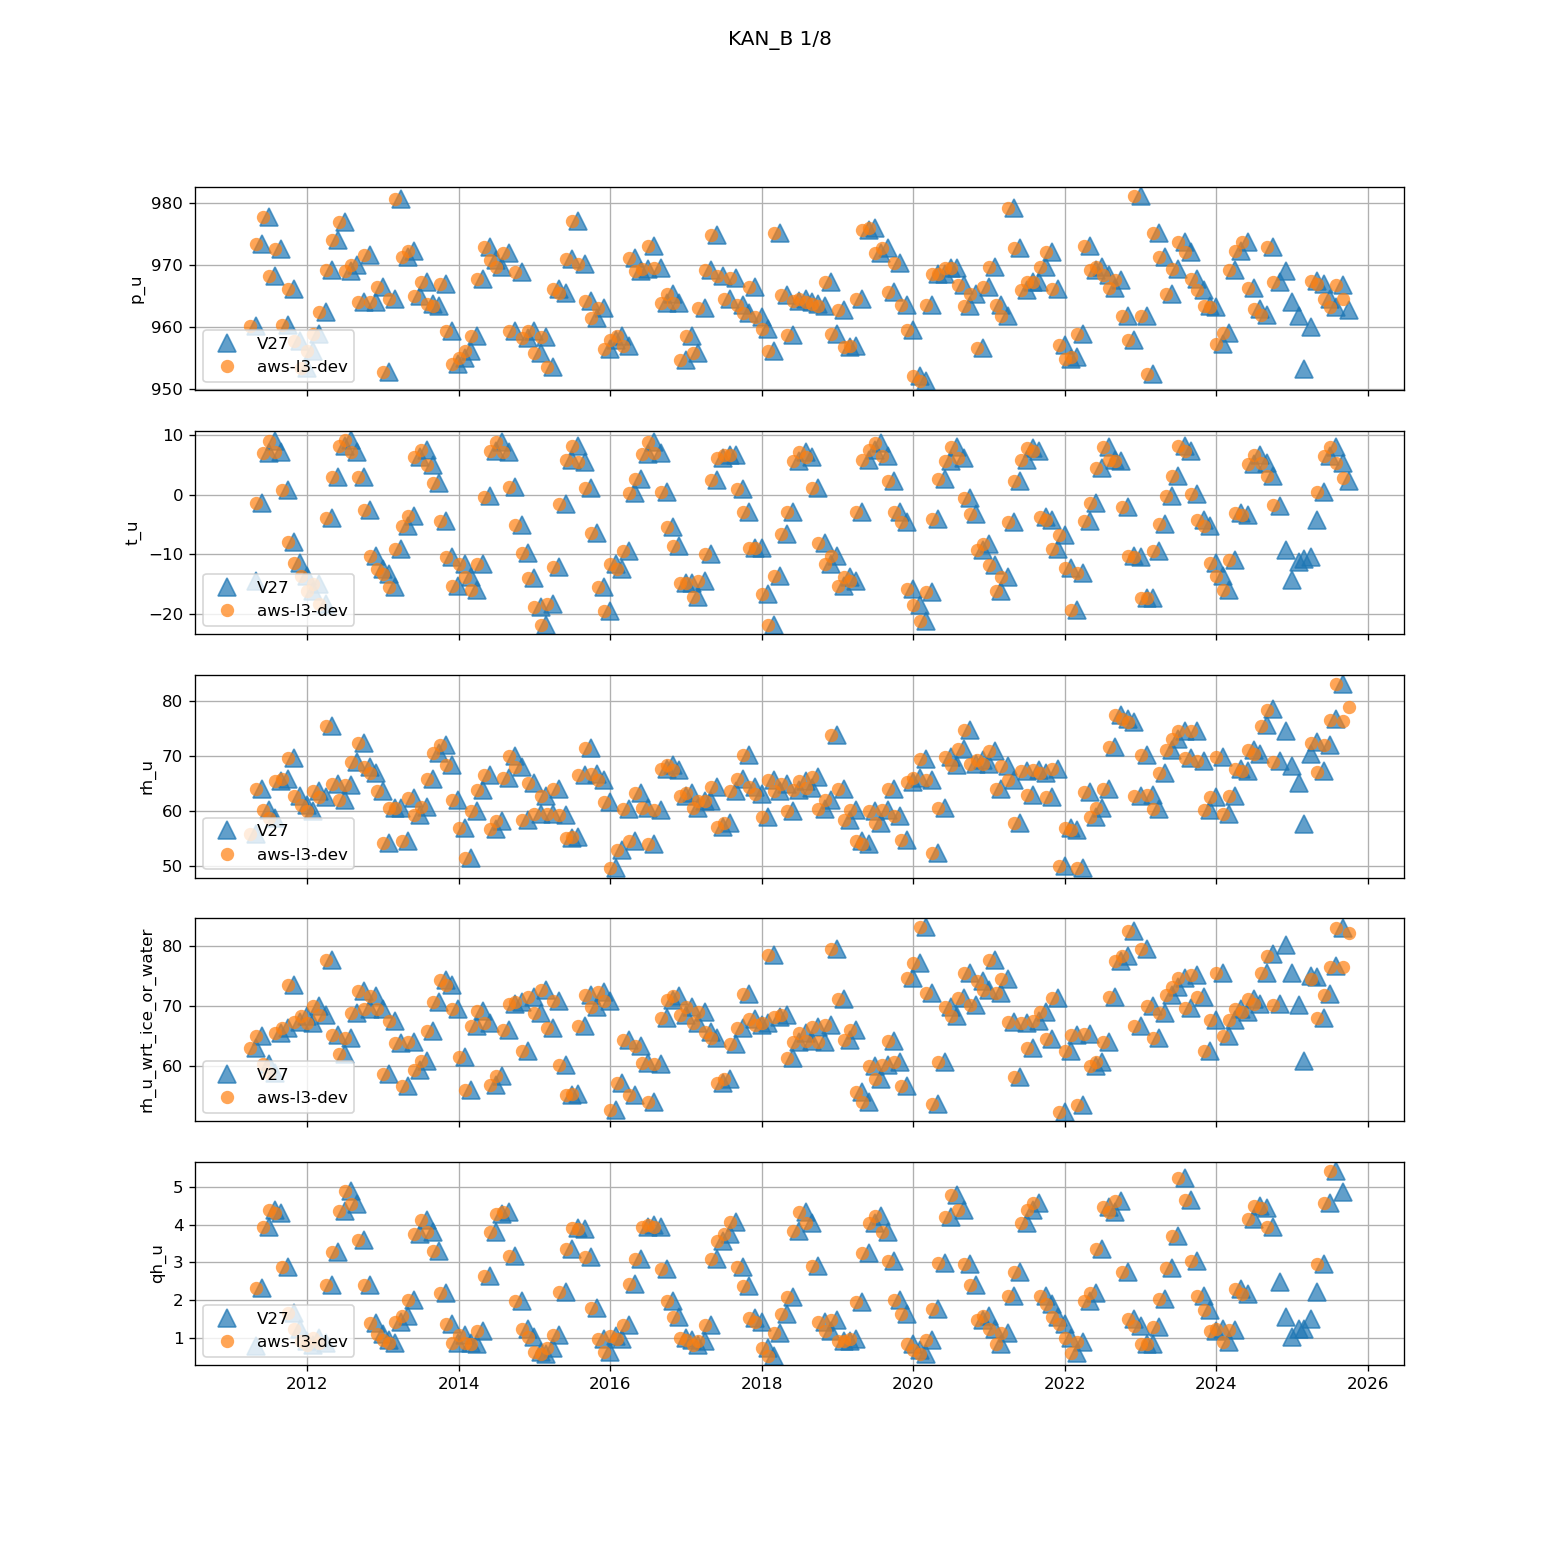 KAN_B 1/8
980
970
960
950
p_u
V27
aws-l3-dev
10
0
−10
−20
t_u
V27
aws-l3-dev
80
70
60
50
rh_u
V27
aws-l3-dev
80
70
60
rh_u_wrt_ice_or_water
V27
aws-l3-dev
5
4
3
2
1
qh_u
V27
aws-l3-dev
2012 2014 2016 2018 2020 2022 2024 2026